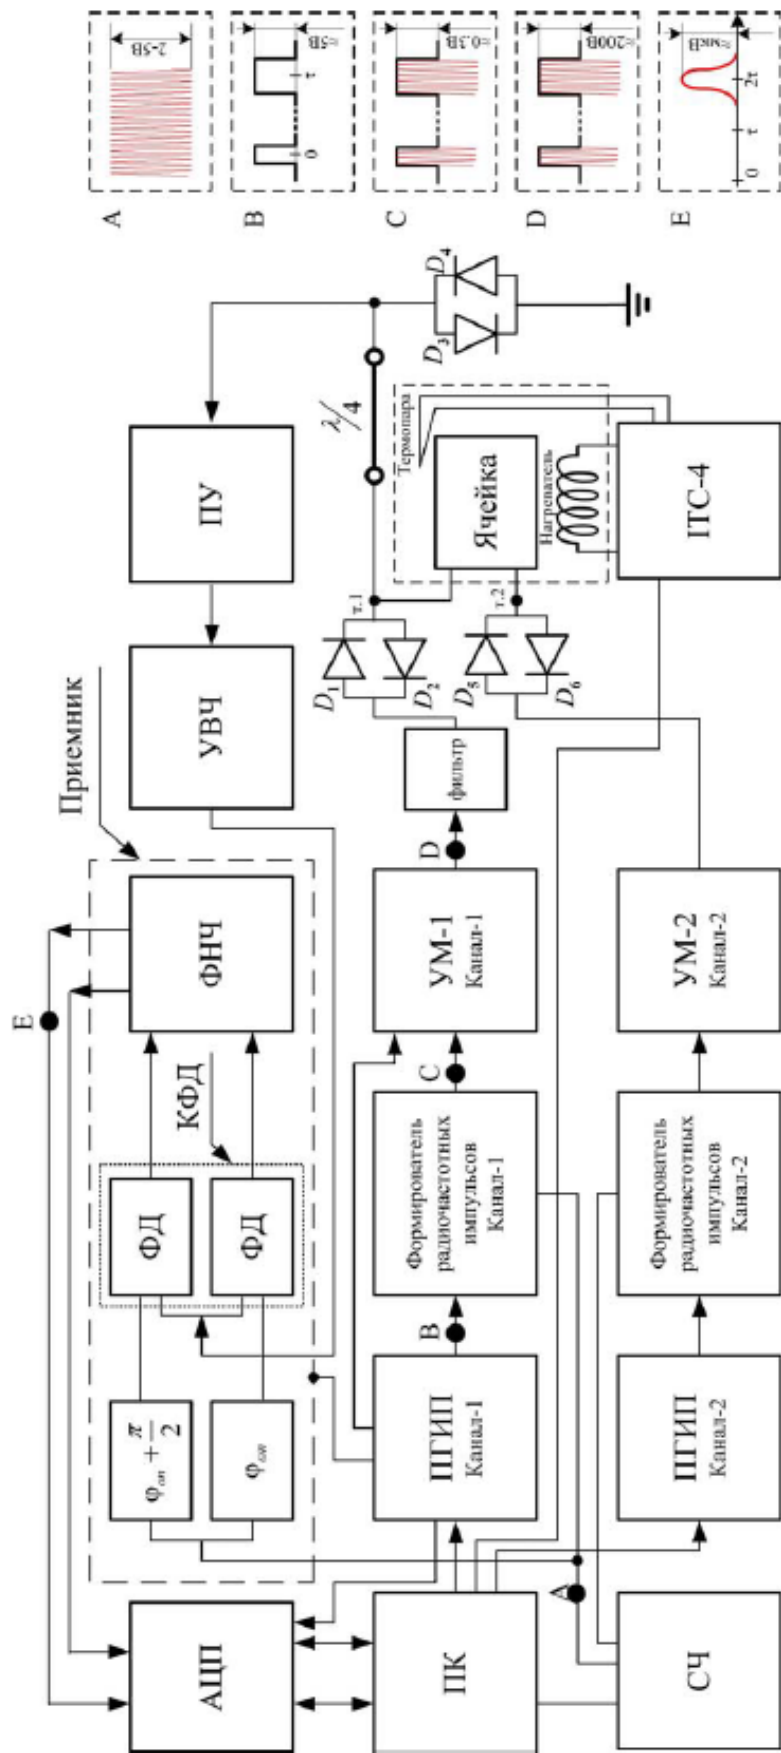 E
АЦП
φоп + π/2
φоп
ФД
ФД
КФД
ФНЧ
Приемник
УВЧ
ПУ
ПК
ПГИП
Канал-1
B
Формирователь
радиочастотных
импульсов
Канал-1
C
УМ-1
Канал-1
D
фильтр
D1
D2
т.1
λ/4
D3
D4
Ячейка
Термопара
Нагреватель
D5
D6
т.2
A
СЧ
ПГИП
Канал-2
Формирователь
радиочастотных
импульсов
Канал-2
УМ-2
Канал-2
ITC-4
A
2-5В
B
≈5В
0
τ
C
≈0.3В
D
≈200В
E
≈мкВ
0
τ
2τ